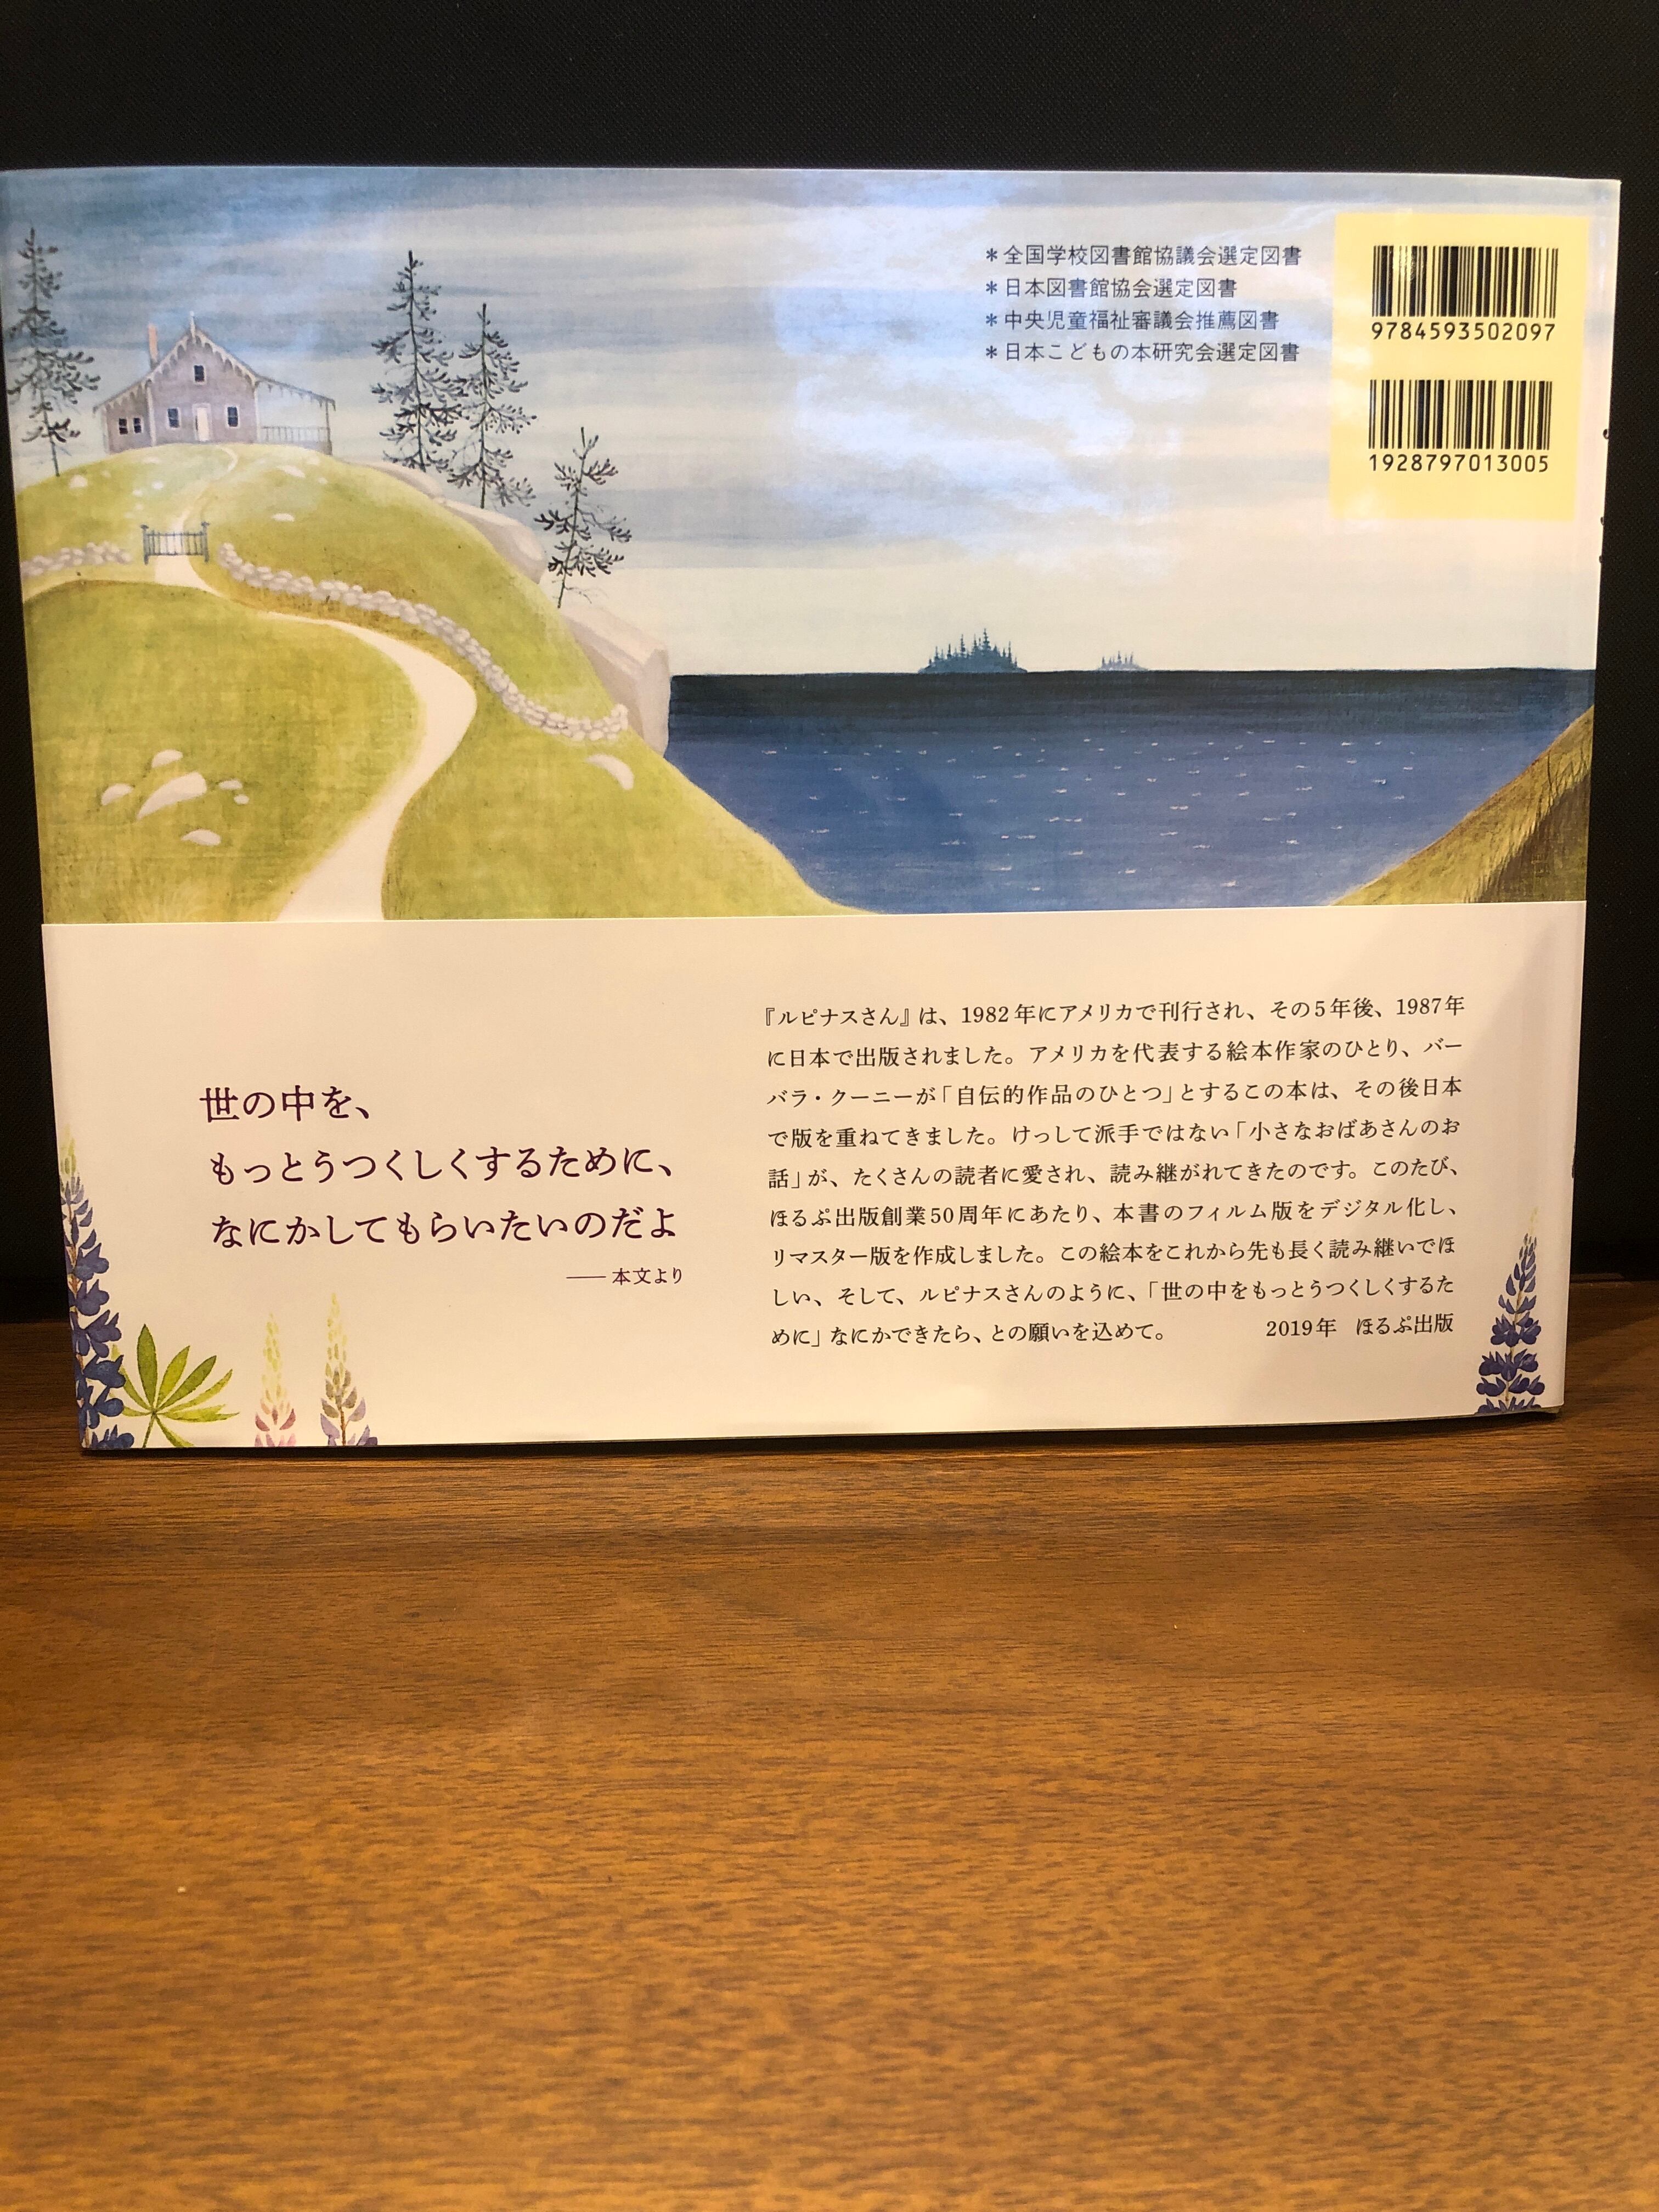 ＊全国学校図書館協議会選定図書
＊日本図書館協会選定図書
＊中央児童福祉審議会推薦図書
＊日本こどもの本研究会選定図書
9784593502097
1928797013005
世の中を、
もっとうつくしくするために、
なにかしてもらいたいのだよ
── 本文より
『ルピナスさん』は、1982年にアメリカで刊行され、その5年後、1987年
に日本で出版されました。アメリカを代表する絵本作家のひとり、バー
バラ・クーニーが「自伝的作品のひとつ」とするこの本は、その後日本
で版を重ねてきました。けっして派手ではない「小さなおばあさんのお
話」が、たくさんの読者に愛され、読み継がれてきたのです。このたび、
ほるぷ出版創業50周年にあたり、本書のフィルム版をデジタル化し、
リマスター版を作成しました。この絵本をこれから先も長く読み継いでほ
しい、そして、ルピナスさんのように、「世の中をもっとうつくしくするた
めに」なにかできたら、との願いを込めて。 2019年 ほるぷ出版